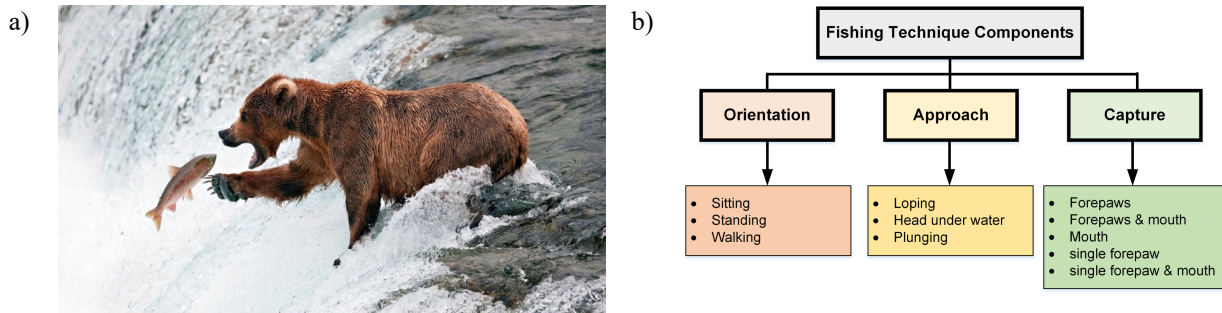 a)
b)
Fishing Technique Components
Orientation
Approach
Capture
• Sitting
• Standing
• Walking
• Loping
• Head under water
• Plunging
• Forepaws
• Forepaws & mouth
• Mouth
• single forepaw
• single forepaw & mouth